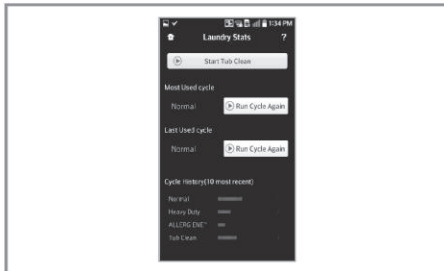 1:34 PM
Laundry Stats ?
Start Tub Clean
Most Used cycle
Normal Run Cycle Again
Last Used cycle
Normal Run Cycle Again
Cycle History(10 most recent)
Normal
Heavy Duty
ALLERGIENE™
Tub Clean